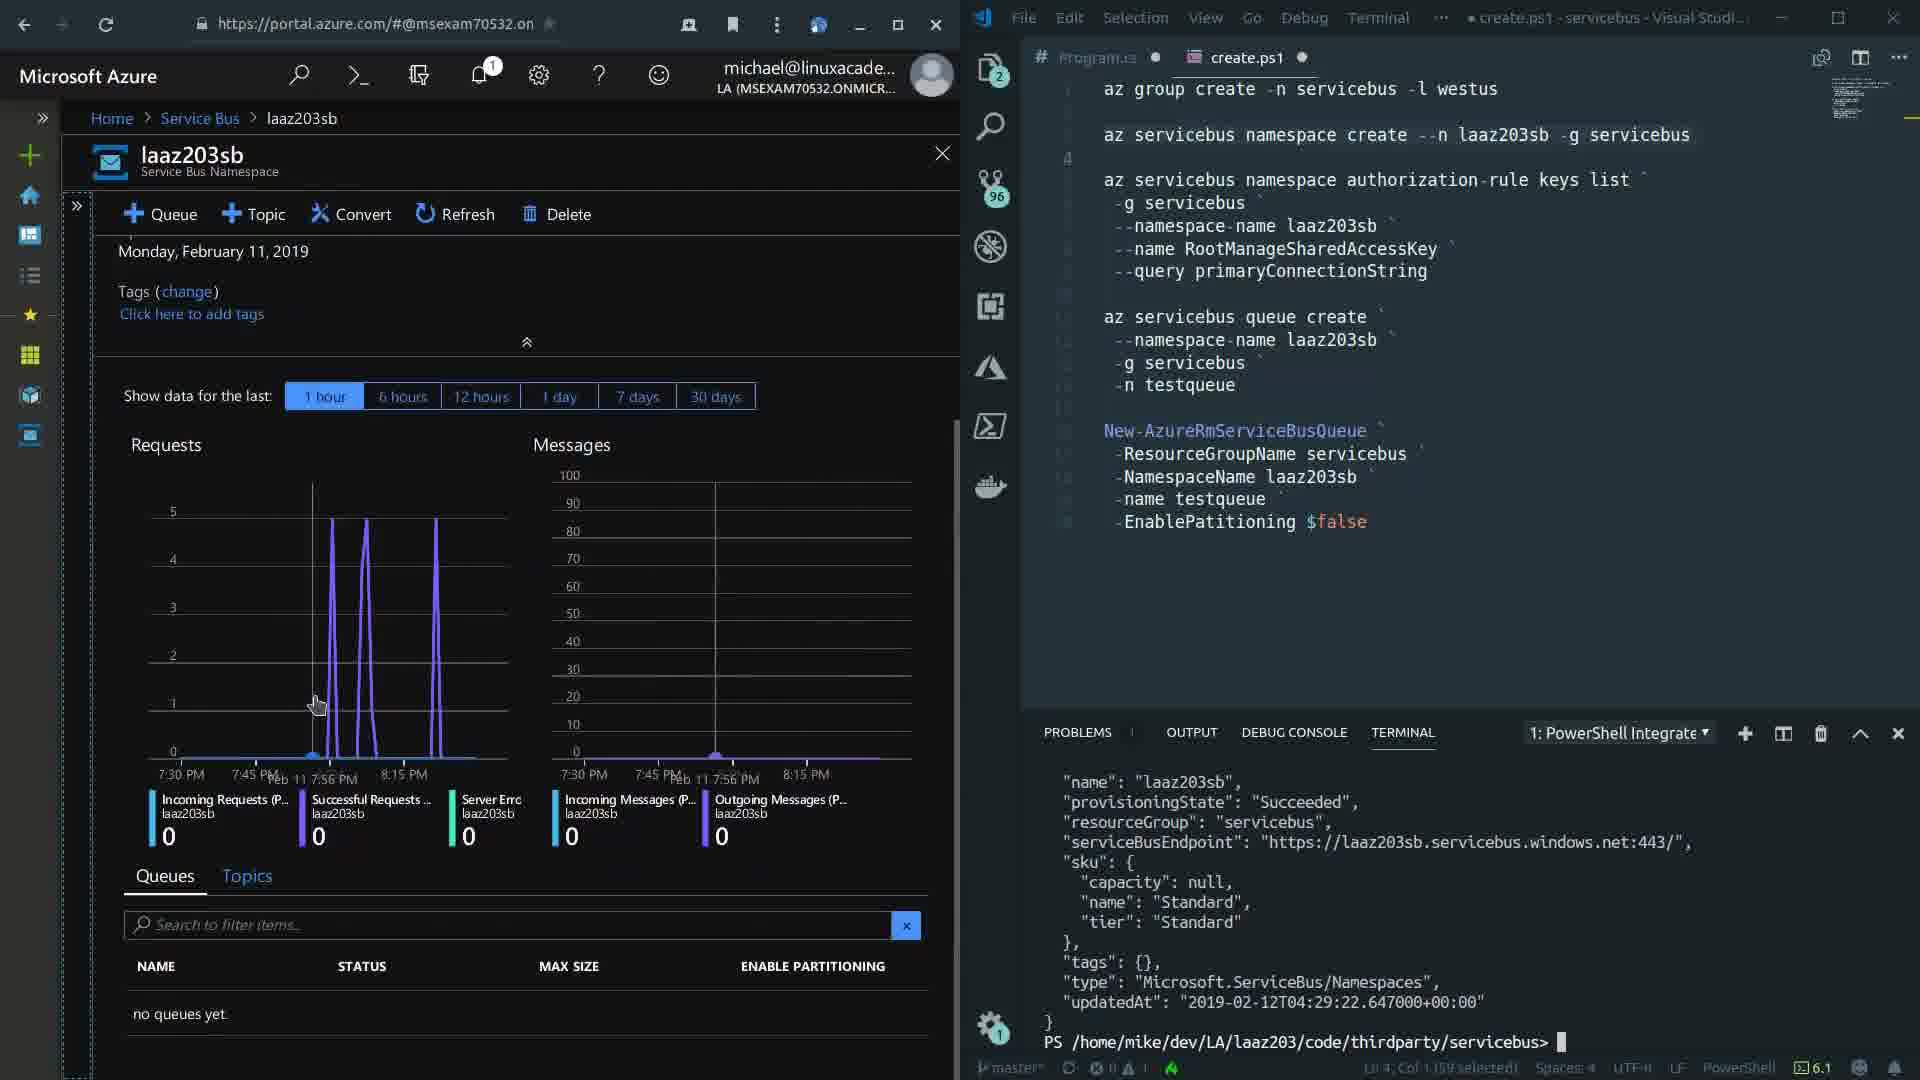 https://portal.azure.com/#@msexam70532.on
Microsoft Azure
1
michael@linuxacade...
LA (MSEXAM70532.ONMICR...
Home > Service Bus > laaz203sb
laaz203sb
Service Bus Namespace
Queue
Topic
Convert
Refresh
Delete
Monday, February 11, 2019
Tags (change)
Click here to add tags
Show data for the last:
1 hour
6 hours
12 hours
1 day
7 days
30 days
Requests
5
4
3
2
1
0
7:30 PM
7:45 PM
Feb 11 7:56 PM
8:15 PM
Incoming Requests (P...
laaz203sb
0
Successful Requests ...
laaz203sb
0
Server Erro
laaz203sb
0
Messages
100
90
80
70
60
50
40
30
20
10
0
7:30 PM
7:45 PM
Feb 11 7:56 PM
8:15 PM
Incoming Messages (P...
laaz203sb
0
Outgoing Messages (P...
laaz203sb
0
Queues
Topics
Search to filter items...
NAME STATUS MAX SIZE ENABLE PARTITIONING
no queues yet.
File Edit Selection View Go Debug Terminal ... ● create.ps1 - servicebus - Visual Studi...
2
96
1
# Program.cs ●
create.ps1 ●
az group create -n servicebus -l westus
az servicebus namespace create --n laaz203sb -g servicebus
4
az servicebus namespace authorization-rule keys list `
-g servicebus `
--namespace-name laaz203sb `
--name RootManageSharedAccessKey `
--query primaryConnectionString
az servicebus queue create `
--namespace-name laaz203sb `
-g servicebus `
-n testqueue
New-AzureRmServiceBusQueue `
-ResourceGroupName servicebus `
-NamespaceName laaz203sb `
-name testqueue `
-EnablePatitioning $false
PROBLEMS 1 OUTPUT DEBUG CONSOLE TERMINAL
1: PowerShell Integrate
"name": "laaz203sb",
"provisioningState": "Succeeded",
"resourceGroup": "servicebus",
"serviceBusEndpoint": "https://laaz203sb.servicebus.windows.net:443/",
"sku": {
"capacity": null,
"name": "Standard",
"tier": "Standard"
},
"tags": {},
"type": "Microsoft.ServiceBus/Namespaces",
"updatedAt": "2019-02-12T04:29:22.647000+00:00"
}
PS /home/mike/dev/LA/laaz203/code/thirdparty/servicebus>
master* 0 1
Ln 4, Col 1 (59 selected) Spaces: 4 UTF-8 LF PowerShell 6.1